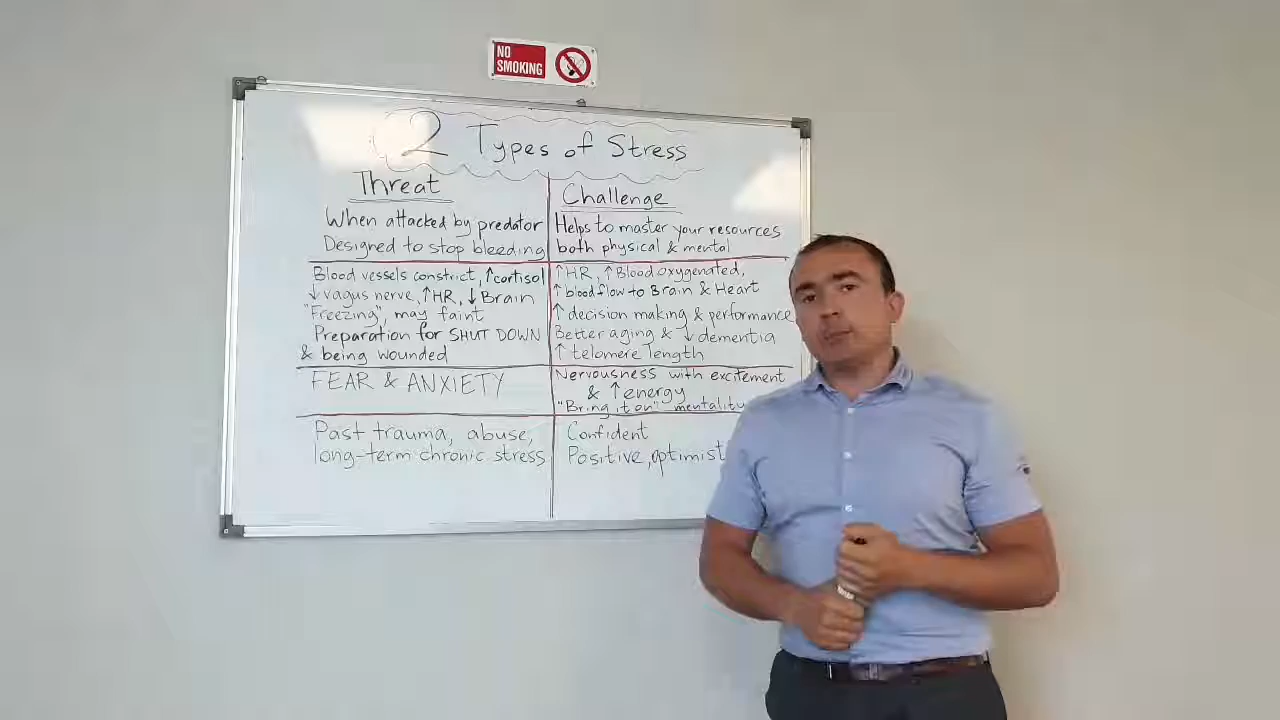 NO
SMOKING
2 Types of Stress
Threat
When attacked by predator
Designed to stop bleeding
Blood vessels constrict, ↑cortisol
↓ vagus nerve, ↑HR, ↓Brain
"Freezing", may faint
Preparation for SHUT DOWN
& being wounded
FEAR & ANXIETY
Past trauma, abuse,
long-term chronic stress
Challenge
Helps to master your resources
both physical & mental
↑HR, ↑Blood oxygenated,
↑ blood flow to Brain & Heart
↑ decision making & performance
Better aging & ↓ dementia
↑ telomere length
Nervousness with excitement
& ↑energy
"Bring it on" mentality
Confident
Positive, optimist